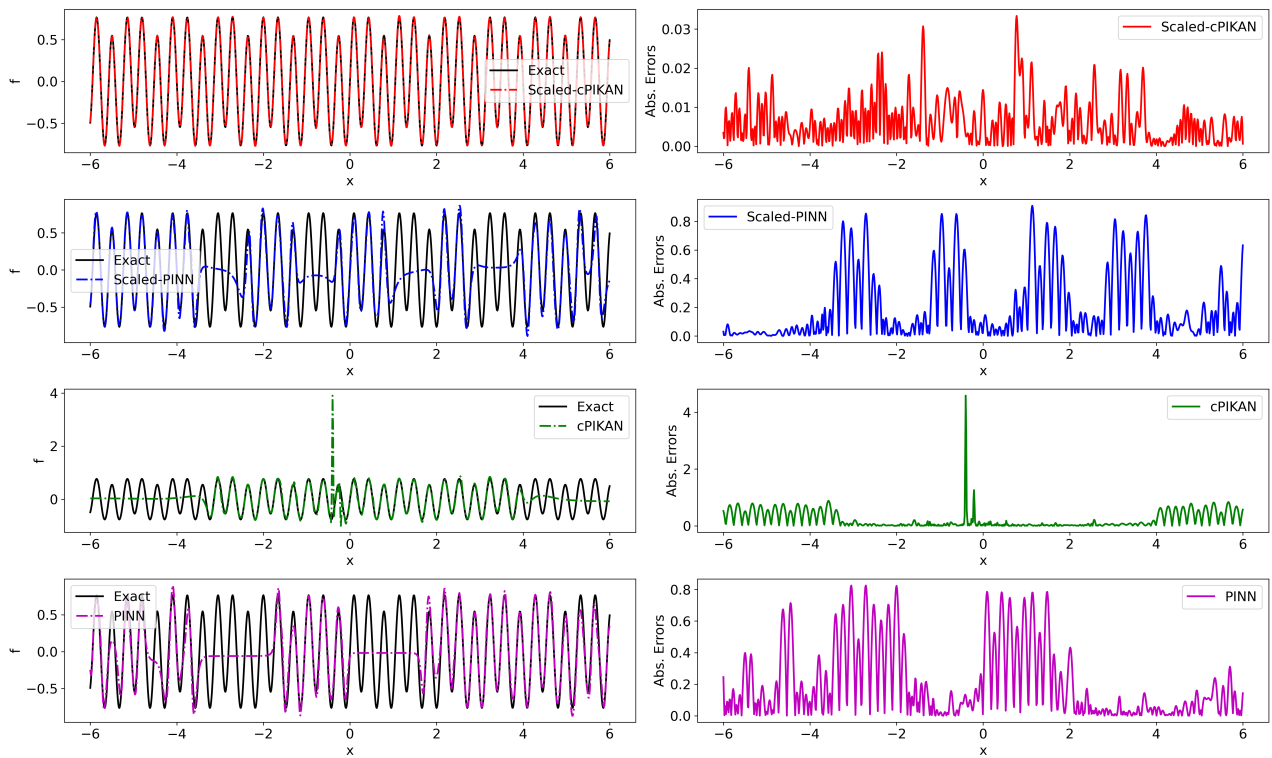 0.5
0.0
−0.5
f
Exact
Scaled-cPIKAN
−6 −4 −2 0 2 4 6
x
0.03
0.02
0.01
0.00
Abs. Errors
Scaled-cPIKAN
−6 −4 −2 0 2 4 6
x
0.5
0.0
−0.5
f
Exact
Scaled-PINN
−6 −4 −2 0 2 4 6
x
0.8
0.6
0.4
0.2
0.0
Abs. Errors
Scaled-PINN
−6 −4 −2 0 2 4 6
x
4
2
0
f
Exact
cPIKAN
−6 −4 −2 0 2 4 6
x
4
2
0
Abs. Errors
cPIKAN
−6 −4 −2 0 2 4 6
x
0.5
0.0
−0.5
f
Exact
PINN
−6 −4 −2 0 2 4 6
x
0.8
0.6
0.4
0.2
0.0
Abs. Errors
PINN
−6 −4 −2 0 2 4 6
x